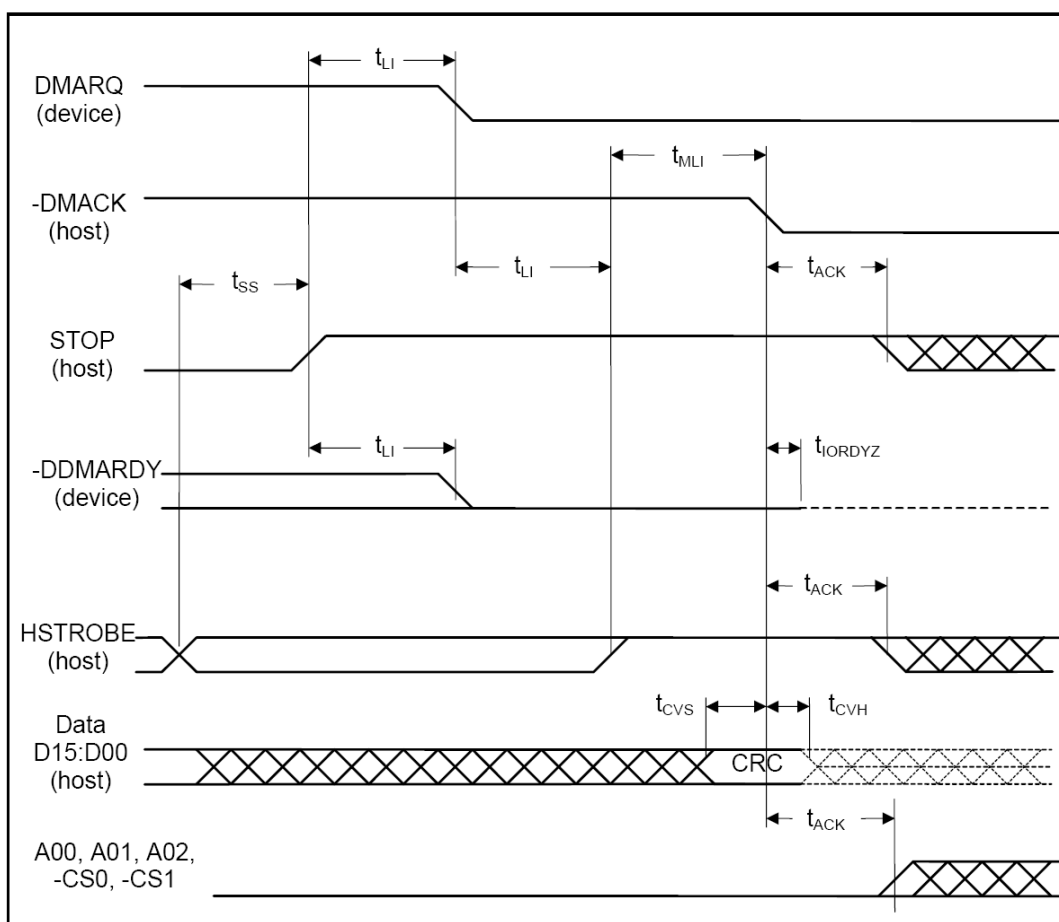 tLI
DMARQ
(device)
tMLI
-DMACK
(host)
tSS
tLI
tACK
STOP
(host)
tLI
tIORDYZ
-DDMARDY
(device)
tACK
HSTROBE
(host)
tCVS
tCVH
Data
D15:D00
(host)
CRC
tACK
A00, A01, A02,
-CS0, -CS1